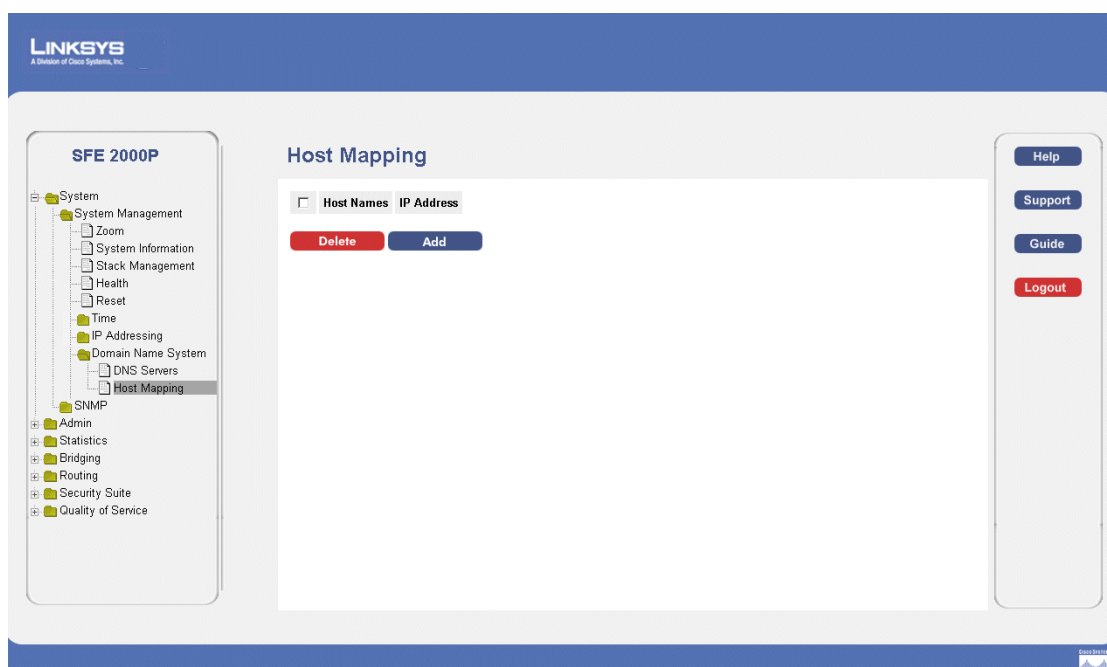 LINKSYS
A Division of Cisco Systems, Inc.
SFE 2000P
System
System Management
Zoom
System Information
Stack Management
Health
Reset
Time
IP Addressing
Domain Name System
DNS Servers
Host Mapping
SNMP
Admin
Statistics
Bridging
Routing
Security Suite
Quality of Service
Host Mapping
Host Names IP Address
Delete Add
Help
Support
Guide
Logout